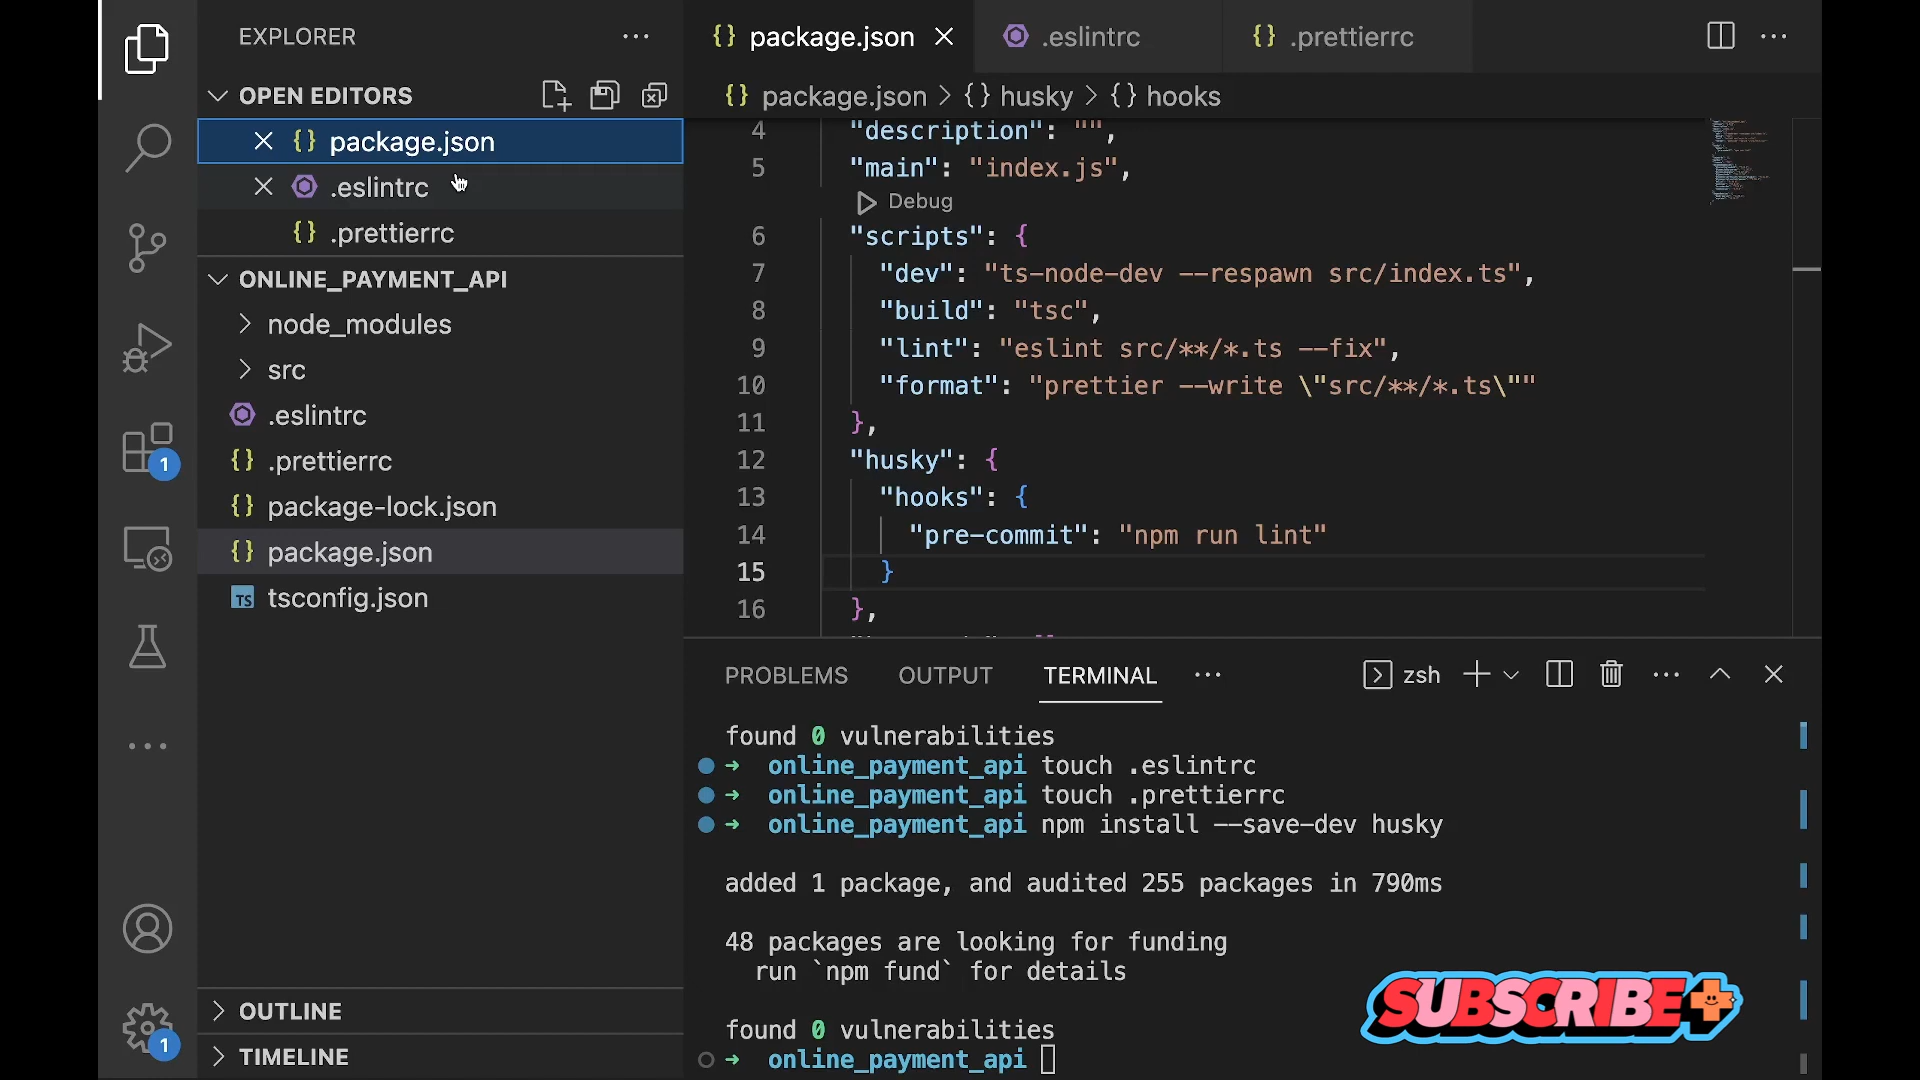 EXPLORER
OPEN EDITORS
package.json
.eslintrc
.prettierrc
ONLINE_PAYMENT_API
node_modules
src
.eslintrc
.prettierrc
package-lock.json
package.json
TS tsconfig.json
OUTLINE
TIMELINE
1
1
package.json
.eslintrc
.prettierrc
{} package.json > {} husky > {} hooks
4 "description": "",
5 "main": "index.js",
Debug
6 "scripts": {
7 "dev": "ts-node-dev --respawn src/index.ts",
8 "build": "tsc",
9 "lint": "eslint src/**/*.ts --fix",
10 "format": "prettier --write \"src/**/*.ts\""
11 },
12 "husky": {
13 "hooks": {
14 "pre-commit": "npm run lint"
15 }
16 },
PROBLEMS OUTPUT TERMINAL zsh
found 0 vulnerabilities
➜ online_payment_api touch .eslintrc
➜ online_payment_api touch .prettierrc
➜ online_payment_api npm install --save-dev husky
added 1 package, and audited 255 packages in 790ms
48 packages are looking for funding
run `npm fund` for details
found 0 vulnerabilities
➜ online_payment_api
SUBSCRIBE